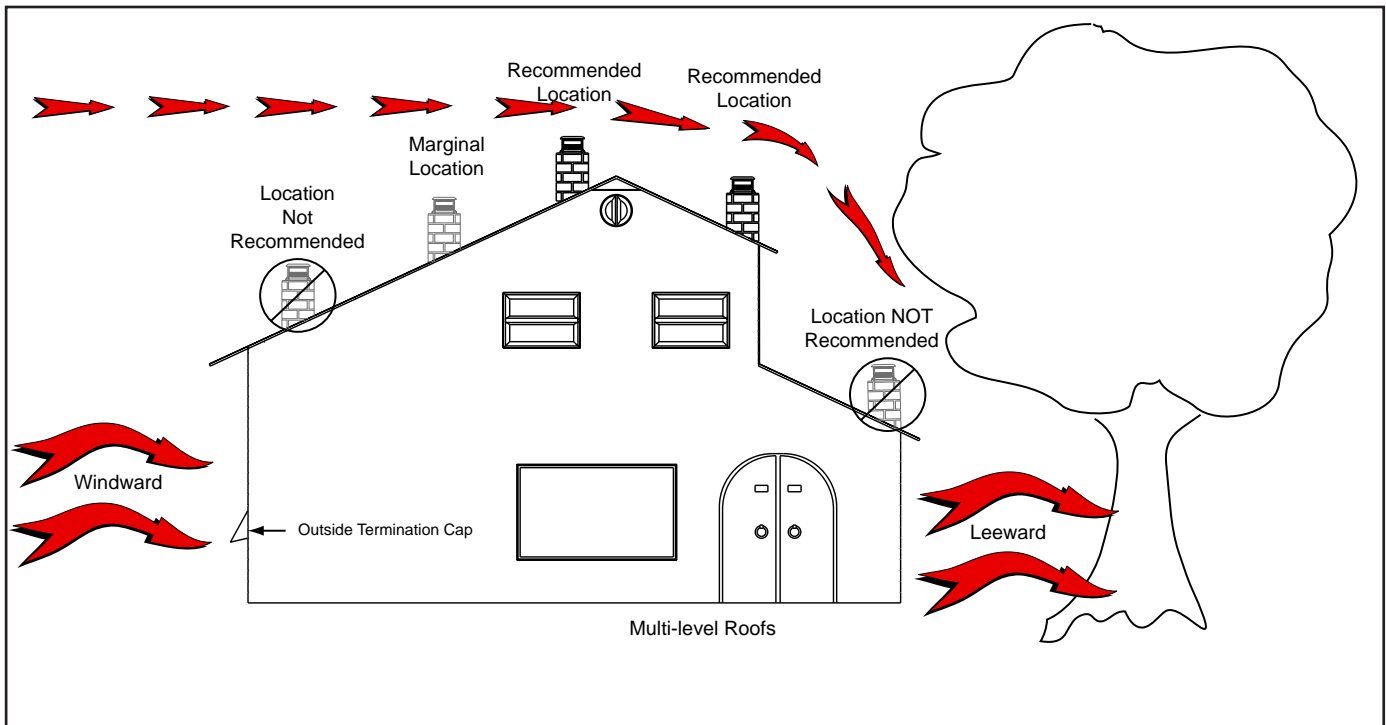 Recommended
Location
Recommended
Location
Marginal
Location
Location
Not
Recommended
Location NOT
Recommended
Windward
Outside Termination Cap
Leeward
Multi-level Roofs